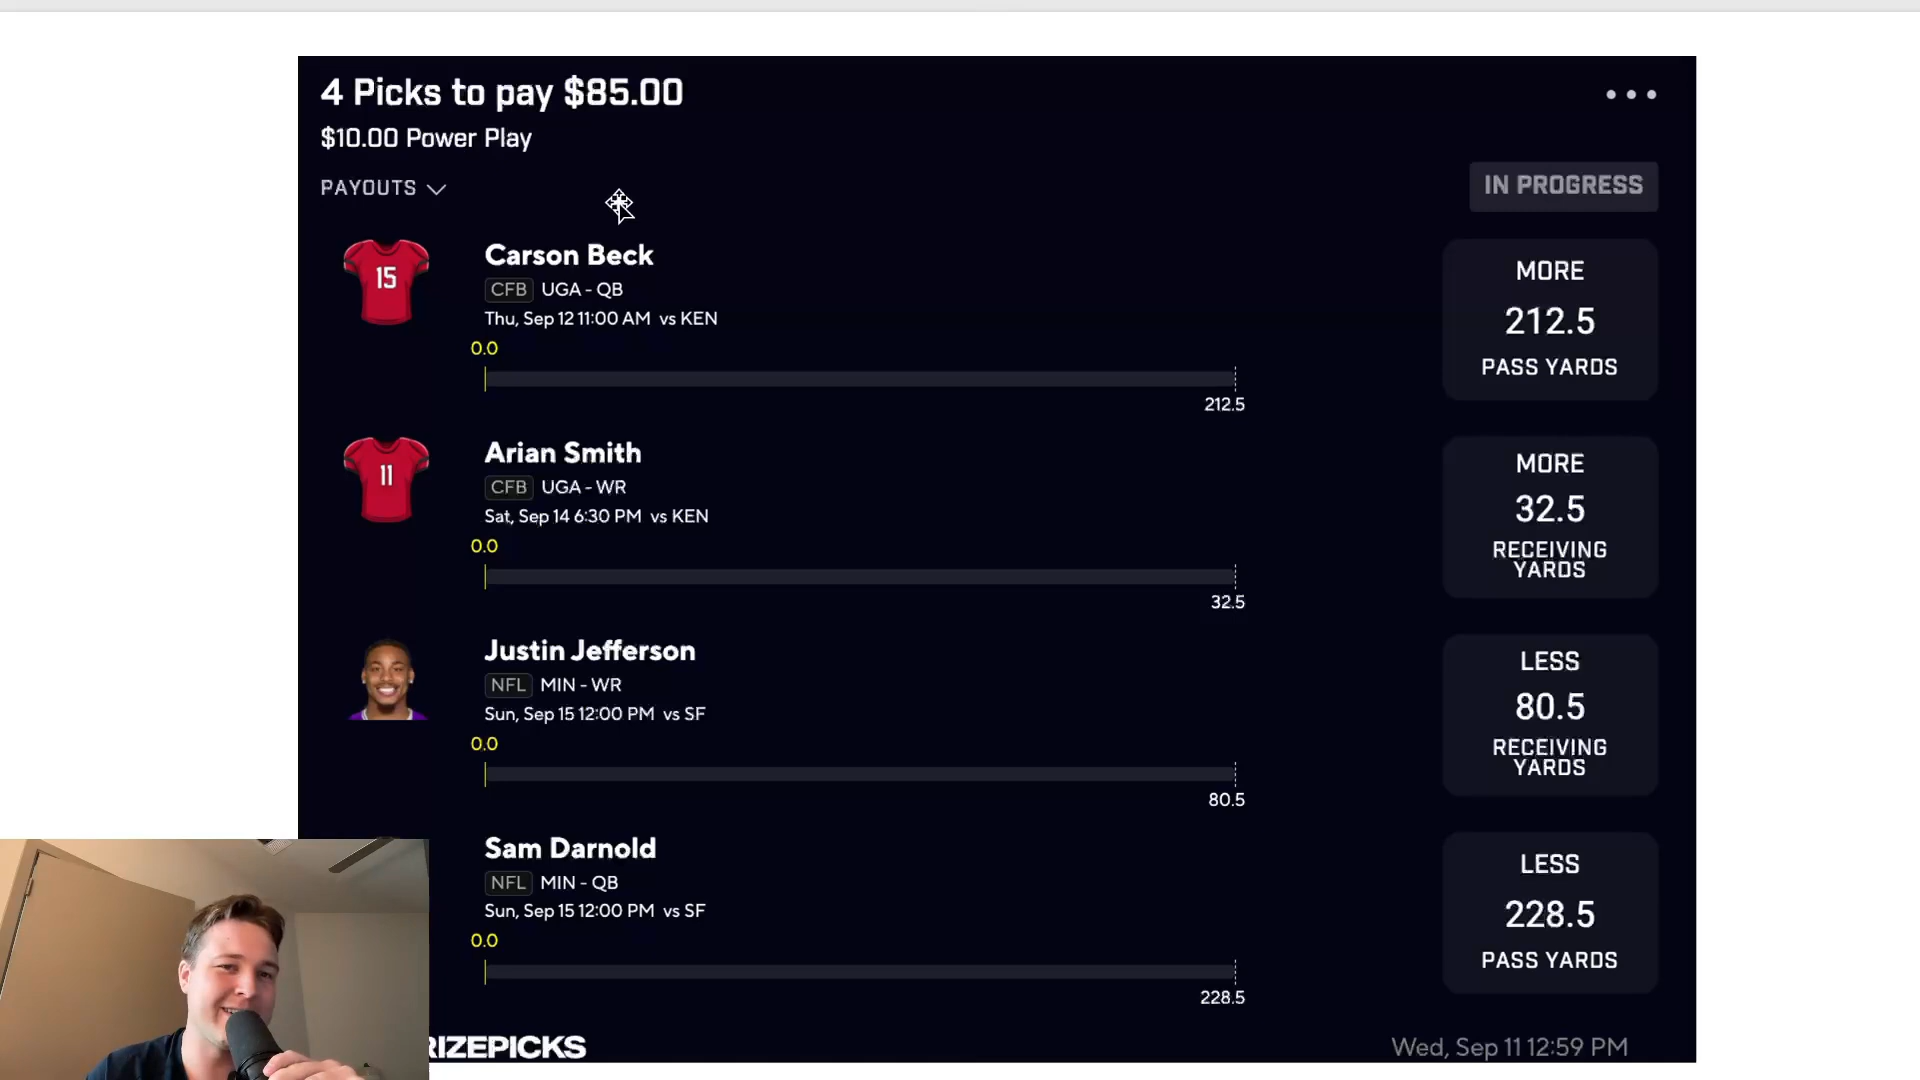 4 Picks to pay $85.00
$10.00 Power Play
PAYOUTS
IN PROGRESS
15
Carson Beck
CFB UGA - QB
Thu, Sep 12 11:00 AM vs KEN
0.0
212.5
MORE
212.5
PASS YARDS
11
Arian Smith
CFB UGA - WR
Sat, Sep 14 6:30 PM vs KEN
0.0
32.5
MORE
32.5
RECEIVING
YARDS
Justin Jefferson
NFL MIN - WR
Sun, Sep 15 12:00 PM vs SF
0.0
80.5
LESS
80.5
RECEIVING
YARDS
Sam Darnold
NFL MIN - QB
Sun, Sep 15 12:00 PM vs SF
0.0
228.5
LESS
228.5
PASS YARDS
RIZEPICKS
Wed, Sep 11 12:59 PM